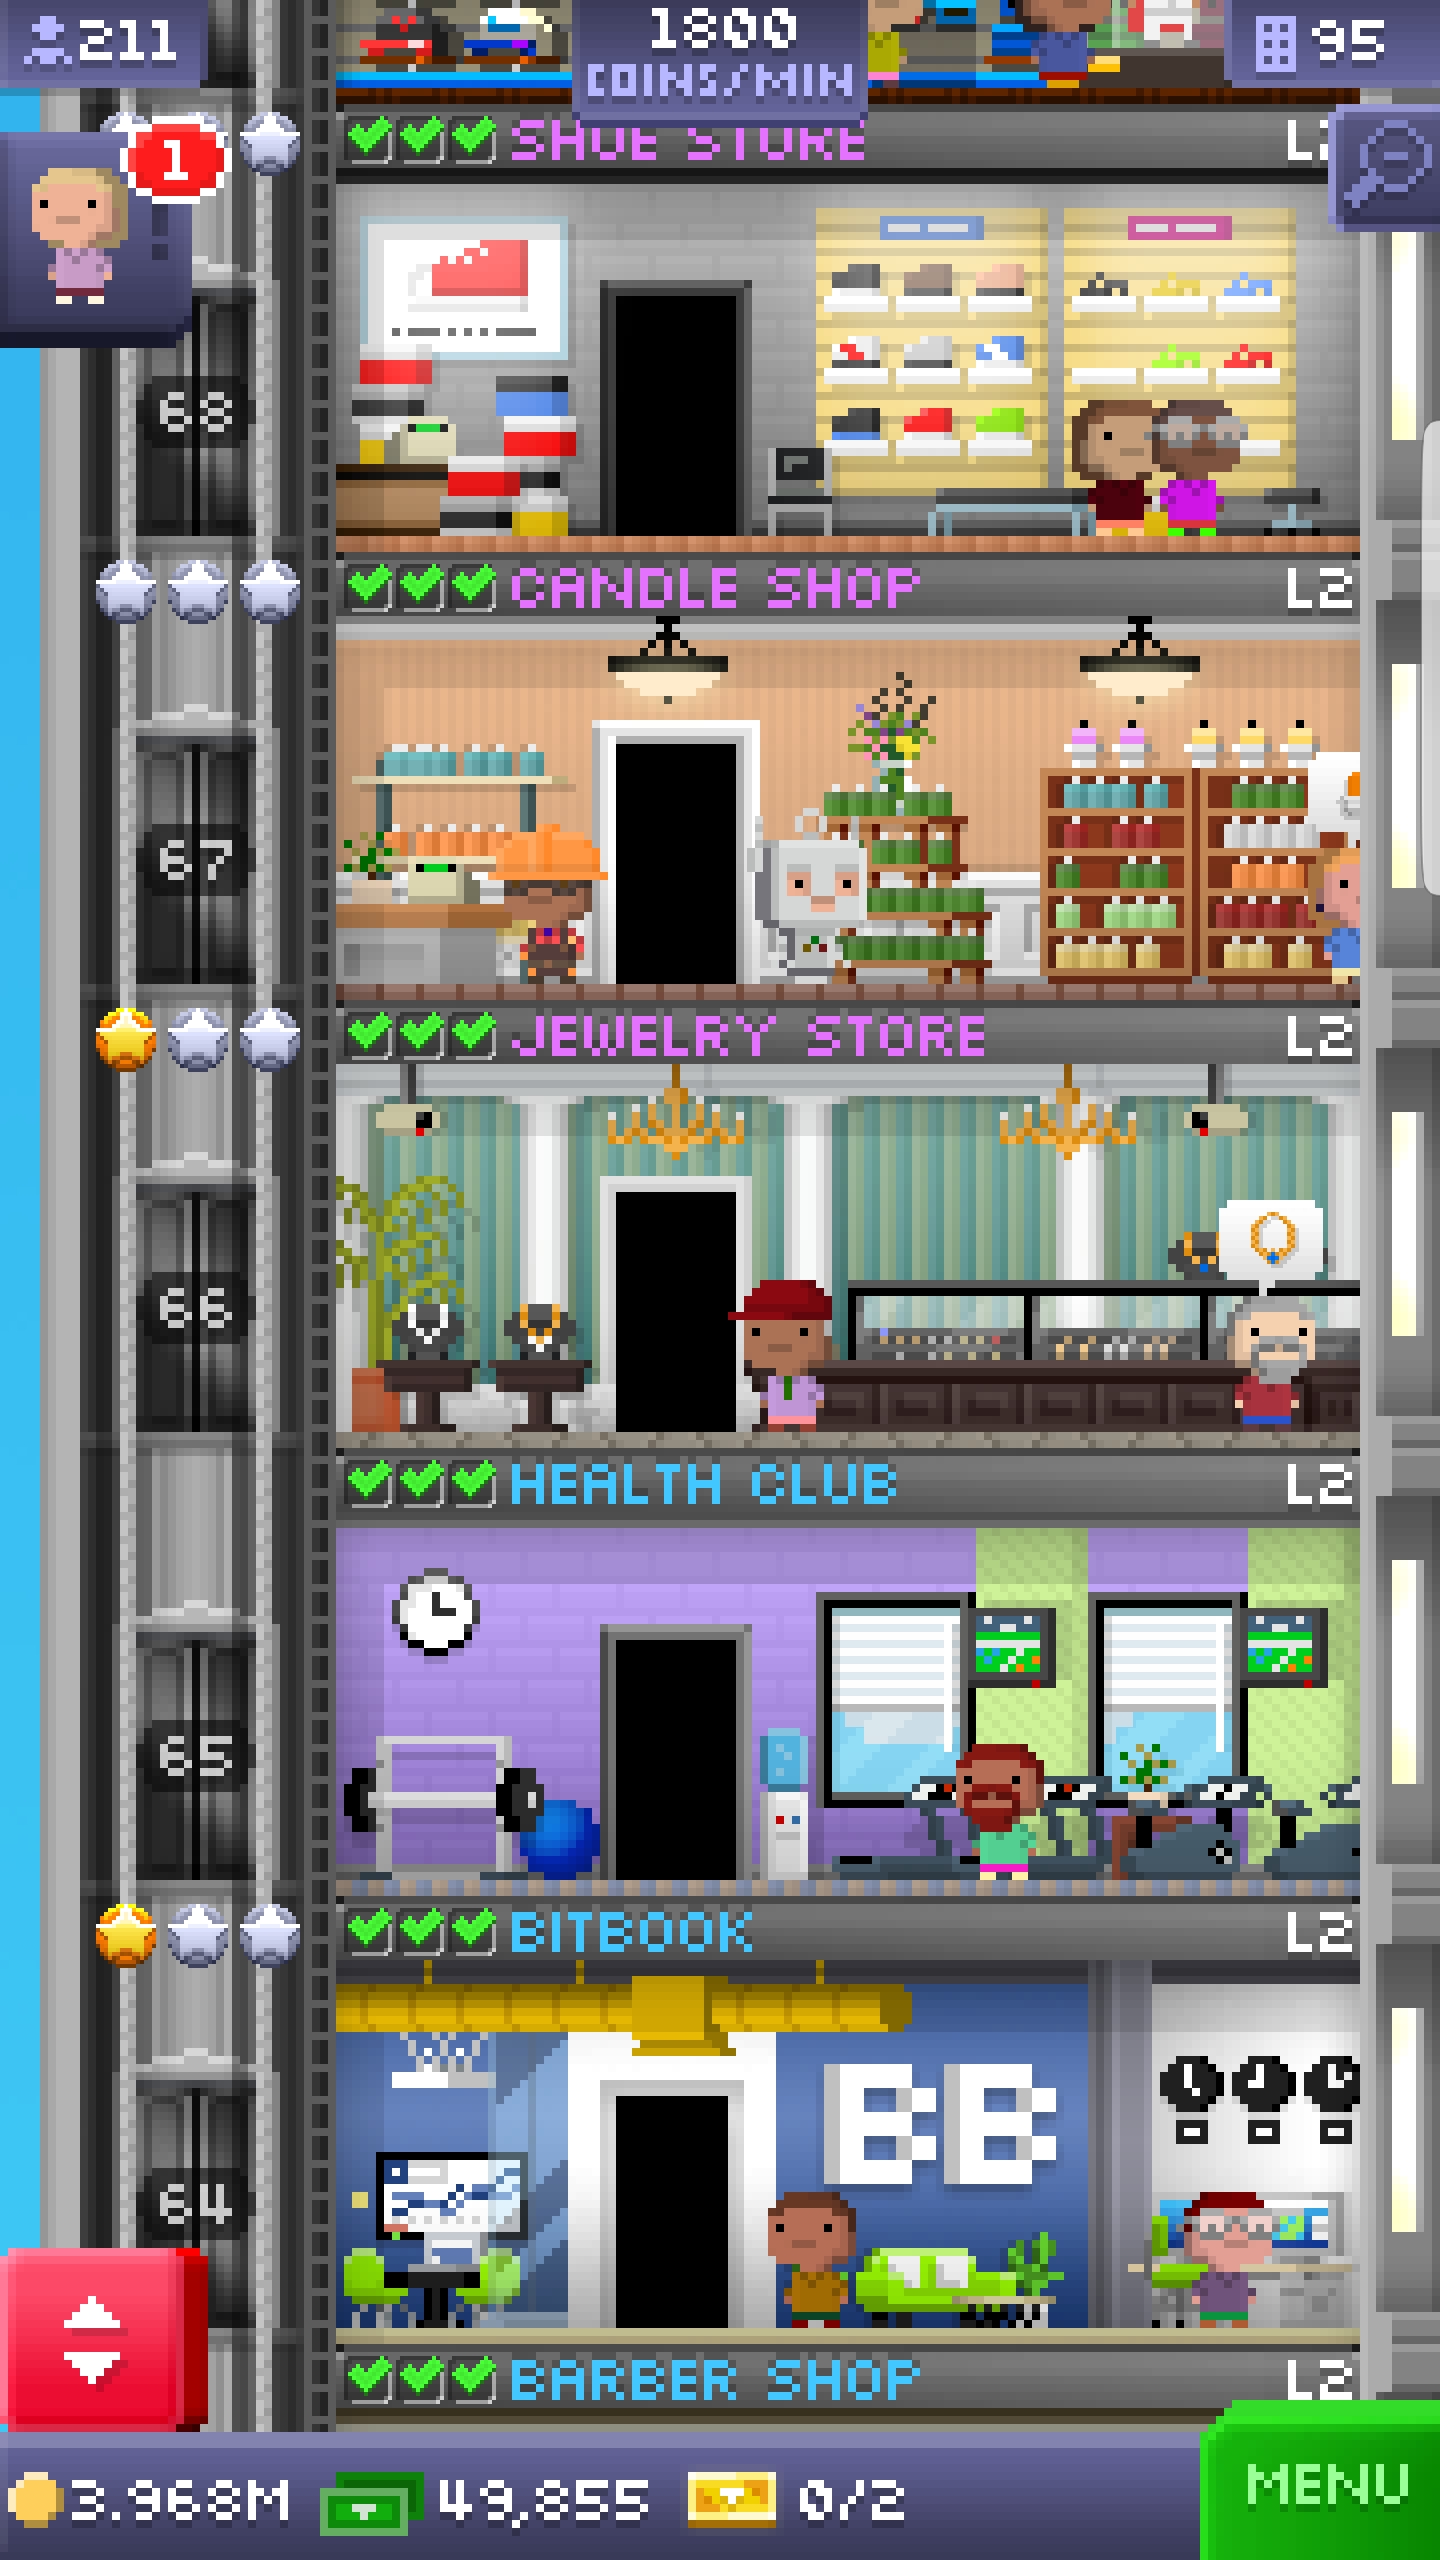 211
1800
COINS/MIN
95
1
SHOE STORE
L2
68
CANDLE SHOP
L2
67
JEWELRY STORE
L2
66
HEALTH CLUB
L2
65
BITBOOK
L2
BB
64
BARBER SHOP
L2
3.968M
49,855
0/2
MENU